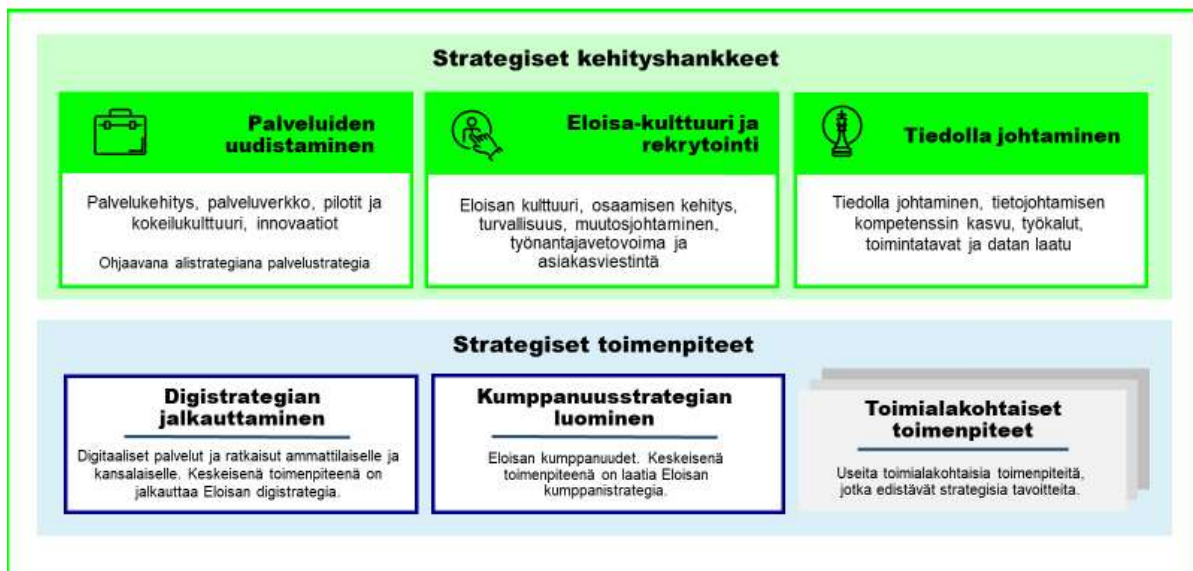 Strategiset kehityshankkeet
Palveluiden
uudistaminen
Palvelukehitys, palveluverkko, pilotit ja
kokeilukulttuuri, innovaatiot
Ohjaavana alistrategiana palvelustrategia
Eloisa-kulttuuri ja
rekrytointi
Eloisan kulttuuri, osaamisen kehitys,
turvallisuus, muutosjohtaminen,
työnantajavetovoima ja
asiakasviestintä
Tiedolla johtaminen
Tiedolla johtaminen, tietojohtamisen
kompetenssin kasvu, työkalut,
toimintatavat ja datan laatu
Strategiset toimenpiteet
Digistrategian
jalkauttaminen
Digitaaliset palvelut ja ratkaisut ammattilaiselle ja
kansalaiselle. Keskeisenä toimenpiteenä on
jalkauttaa Eloisan digistrategia.
Kumppanuusstrategian
luominen
Eloisan kumppanuudet. Keskeisenä
toimenpiteenä on laatia Eloisan
kumppanistrategia.
Toimialakohtaiset
toimenpiteet
Useita toimialakohtaisia toimenpiteitä,
jotka edistävät strategisia tavoitteita.